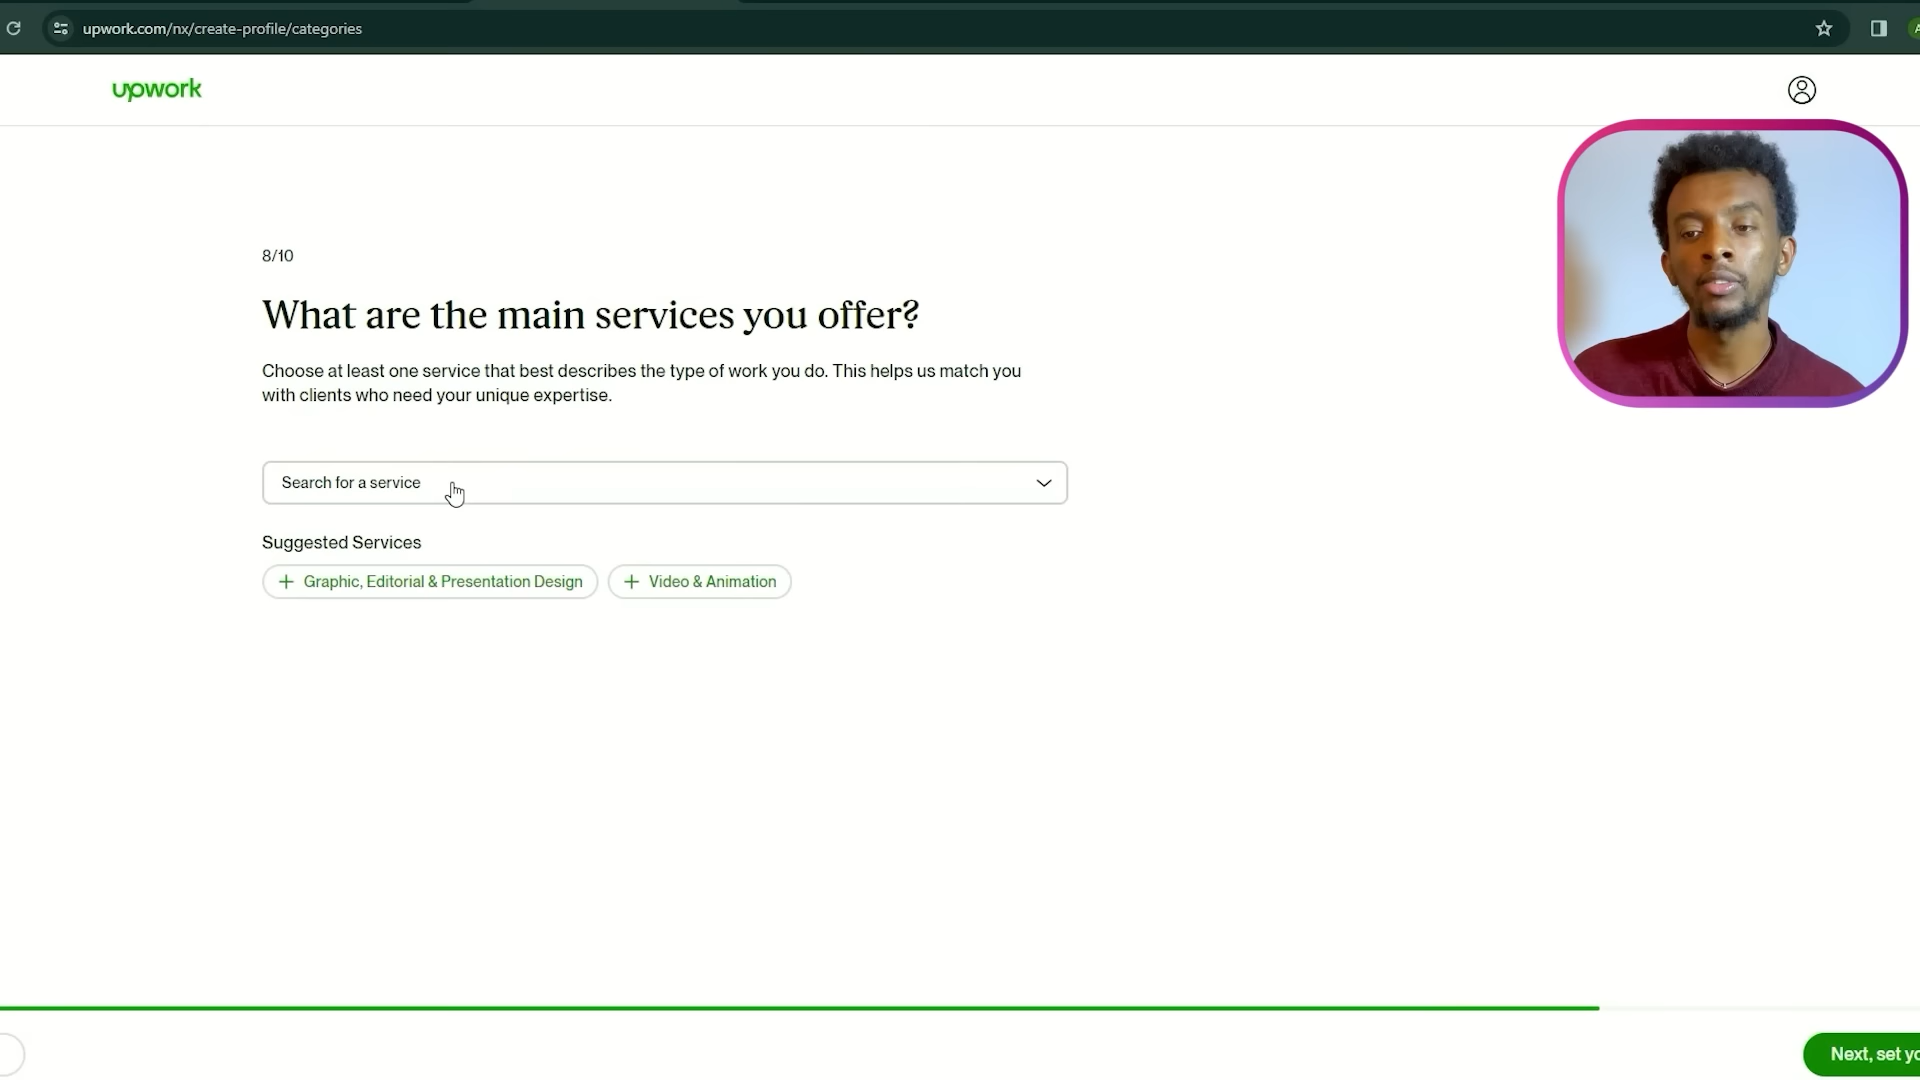 upwork.com/nx/create-profile/categories
upwork
8/10
What are the main services you offer?
Choose at least one service that best describes the type of work you do. This helps us match you
with clients who need your unique expertise.
Search for a service
Suggested Services
+ Graphic, Editorial & Presentation Design
+ Video & Animation
Next, set yo